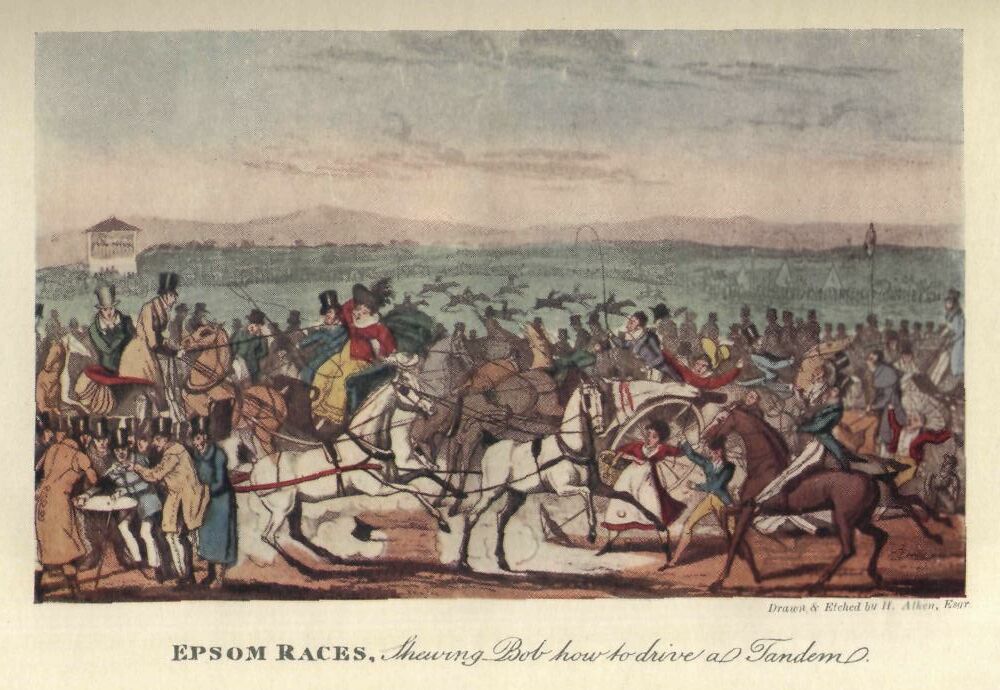 Drawn & Etched by H. Alken, Esqr
EPSOM RACES, Shewing Bob how to drive a Tandem.